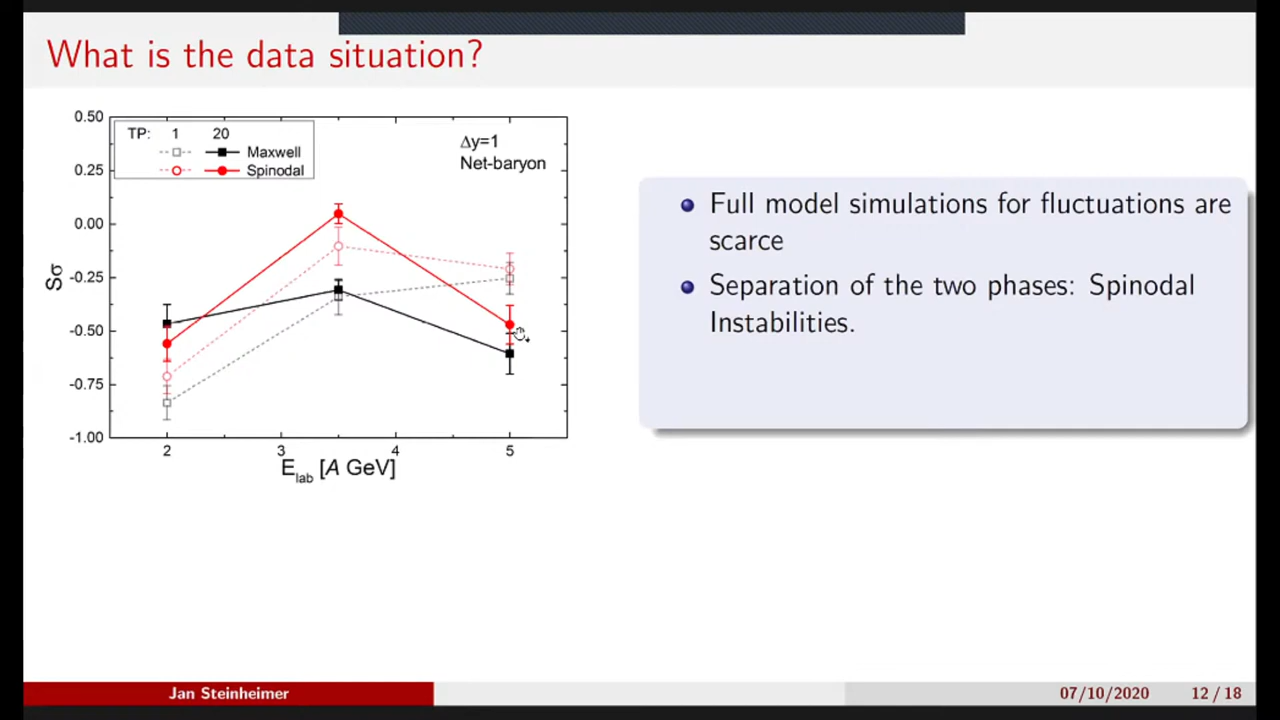 What is the data situation?
TP: 1 20
Maxwell
Spinodal
Δy=1
Net-baryon
0.50
0.25
0.00
-0.25
-0.50
-0.75
-1.00
Sσ
2 3 4 5
E_lab [A GeV]
Full model simulations for fluctuations are
scarce
Separation of the two phases: Spinodal
Instabilities.
Jan Steinheimer
07/10/2020 12 / 18